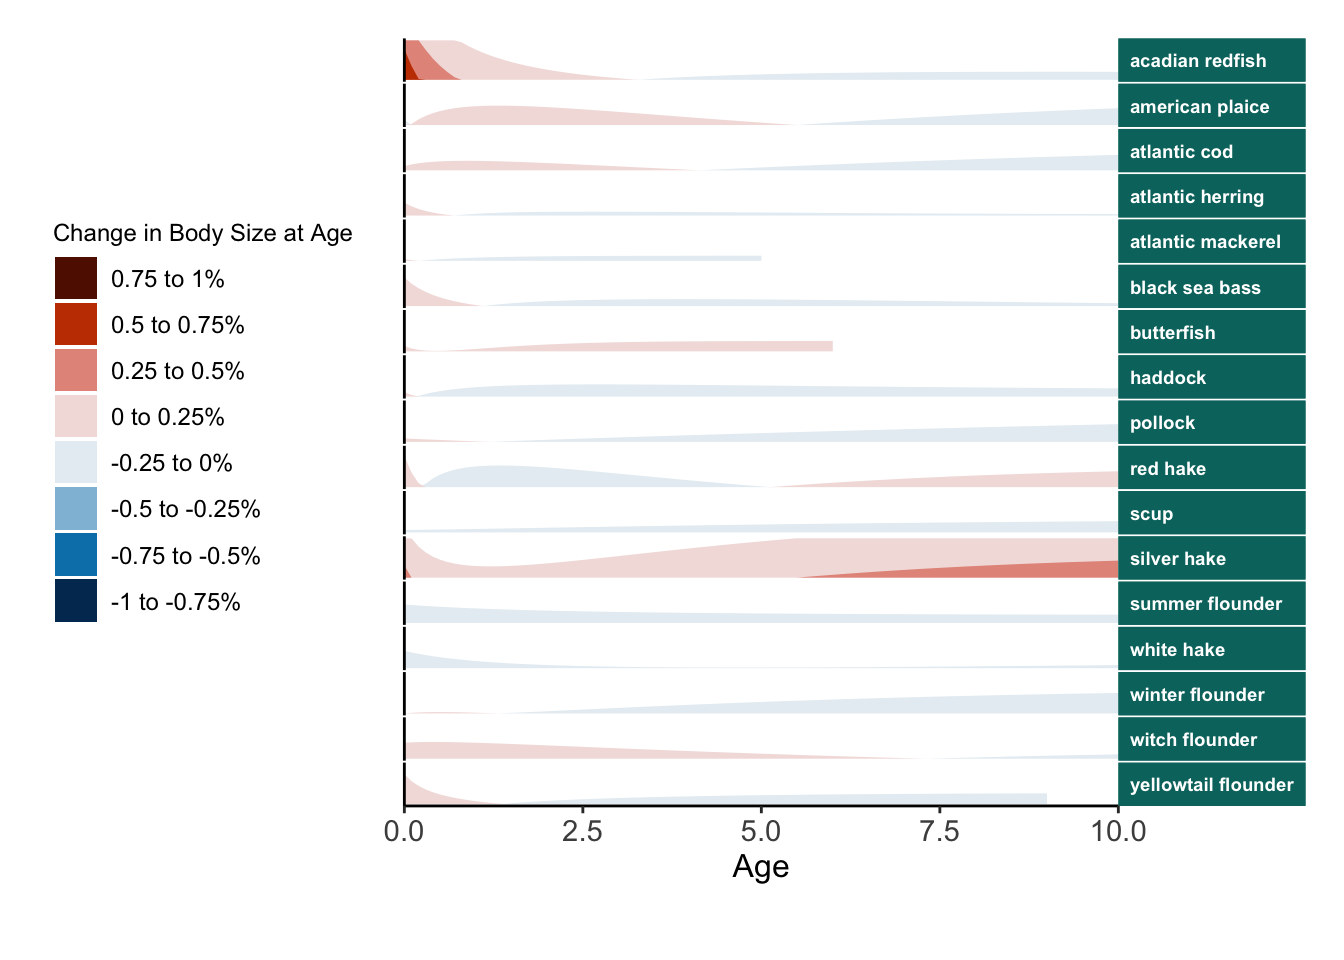 Change in Body Size at Age
0.75 to 1%
0.5 to 0.75%
0.25 to 0.5%
0 to 0.25%
-0.25 to 0%
-0.5 to -0.25%
-0.75 to -0.5%
-1 to -0.75%
acadian redfish
american plaice
atlantic cod
atlantic herring
atlantic mackerel
black sea bass
butterfish
haddock
pollock
red hake
scup
silver hake
summer flounder
white hake
winter flounder
witch flounder
yellowtail flounder
0.0 2.5 5.0 7.5 10.0
Age